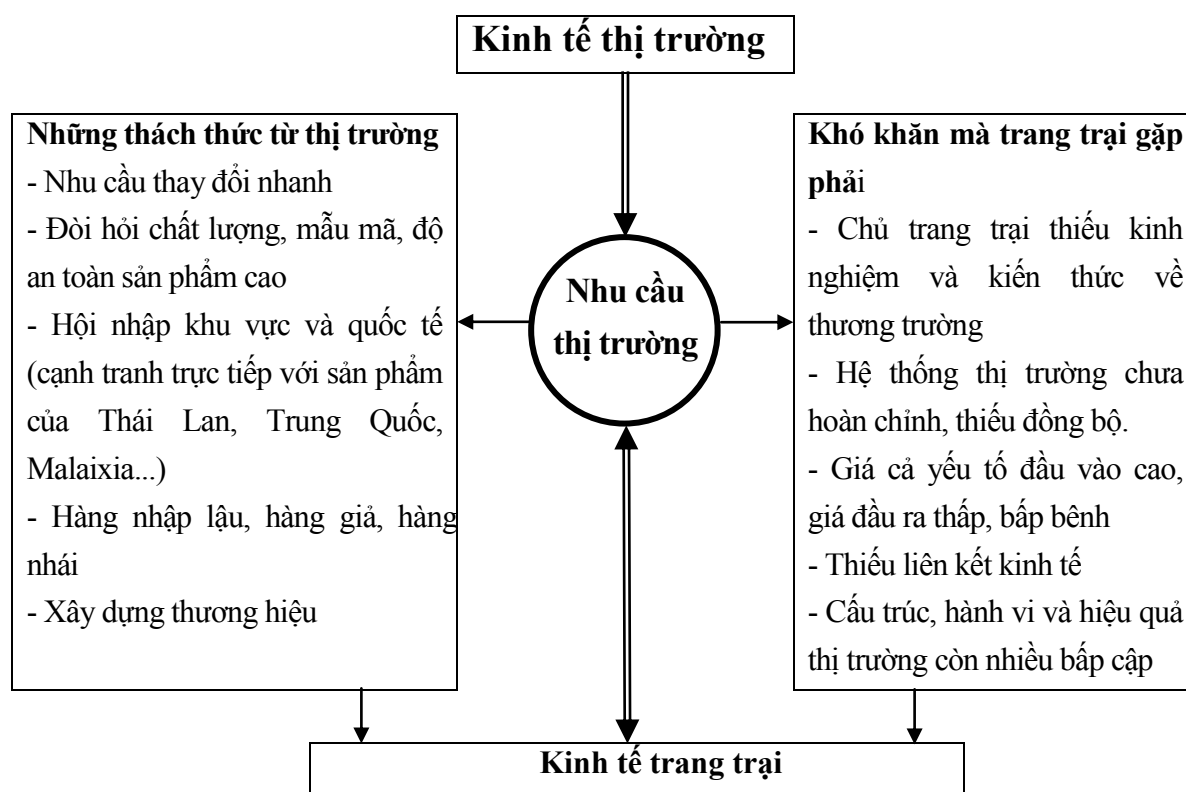 Kinh tế thị trường
Những thách thức từ thị trường
- Nhu cầu thay đổi nhanh
- Đòi hỏi chất lượng, mẫu mã, độ
an toàn sản phẩm cao
- Hội nhập khu vực và quốc tế
(cạnh tranh trực tiếp với sản phẩm
của Thái Lan, Trung Quốc,
Malaixia...)
- Hàng nhập lậu, hàng giả, hàng
nhái
- Xây dựng thương hiệu
Nhu cầu
thị trường
Khó khăn mà trang trại gặp
phải
- Chủ trang trại thiếu kinh
nghiệm và kiến thức về
thương trường
- Hệ thống thị trường chưa
hoàn chỉnh, thiếu đồng bộ.
- Giá cả yếu tố đầu vào cao,
giá đầu ra thấp, bấp bênh
- Thiếu liên kết kinh tế
- Cấu trúc, hành vi và hiệu quả
thị trường còn nhiều bấp cập
Kinh tế trang trại